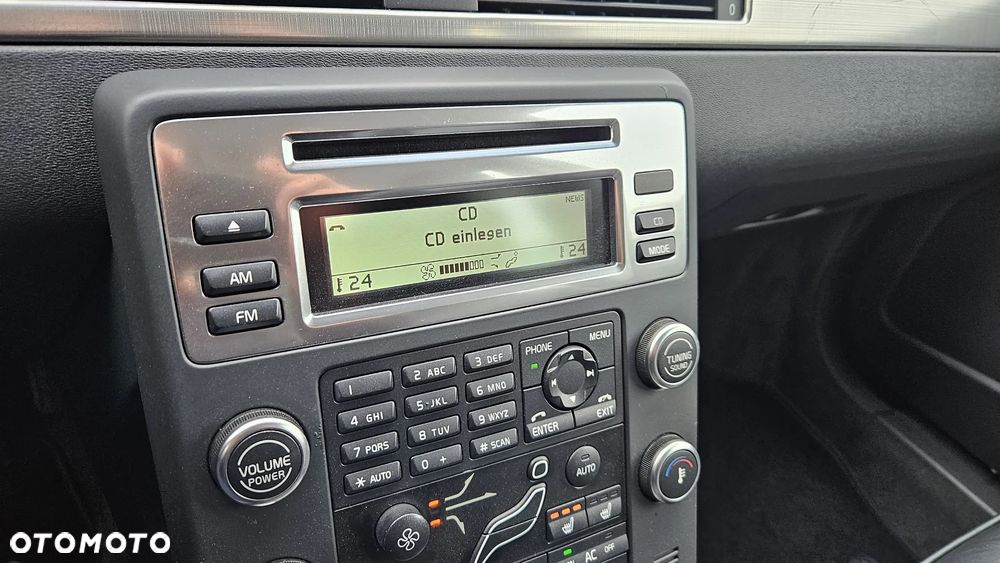 0
NEWS
CD
CD einlegen
24
24
AM
FM
CD
MODE
PHONE
MENU
1
2 ABC
3 DEF
4 GHI
5 JKL
6 MNO
7 PQRS
8 TUV
9 WXYZ
* AUTO
0 +
# SCAN
ENTER
EXIT
TUNING
SOUND
VOLUME
POWER
AUTO
AC OFF
OTOMOTO